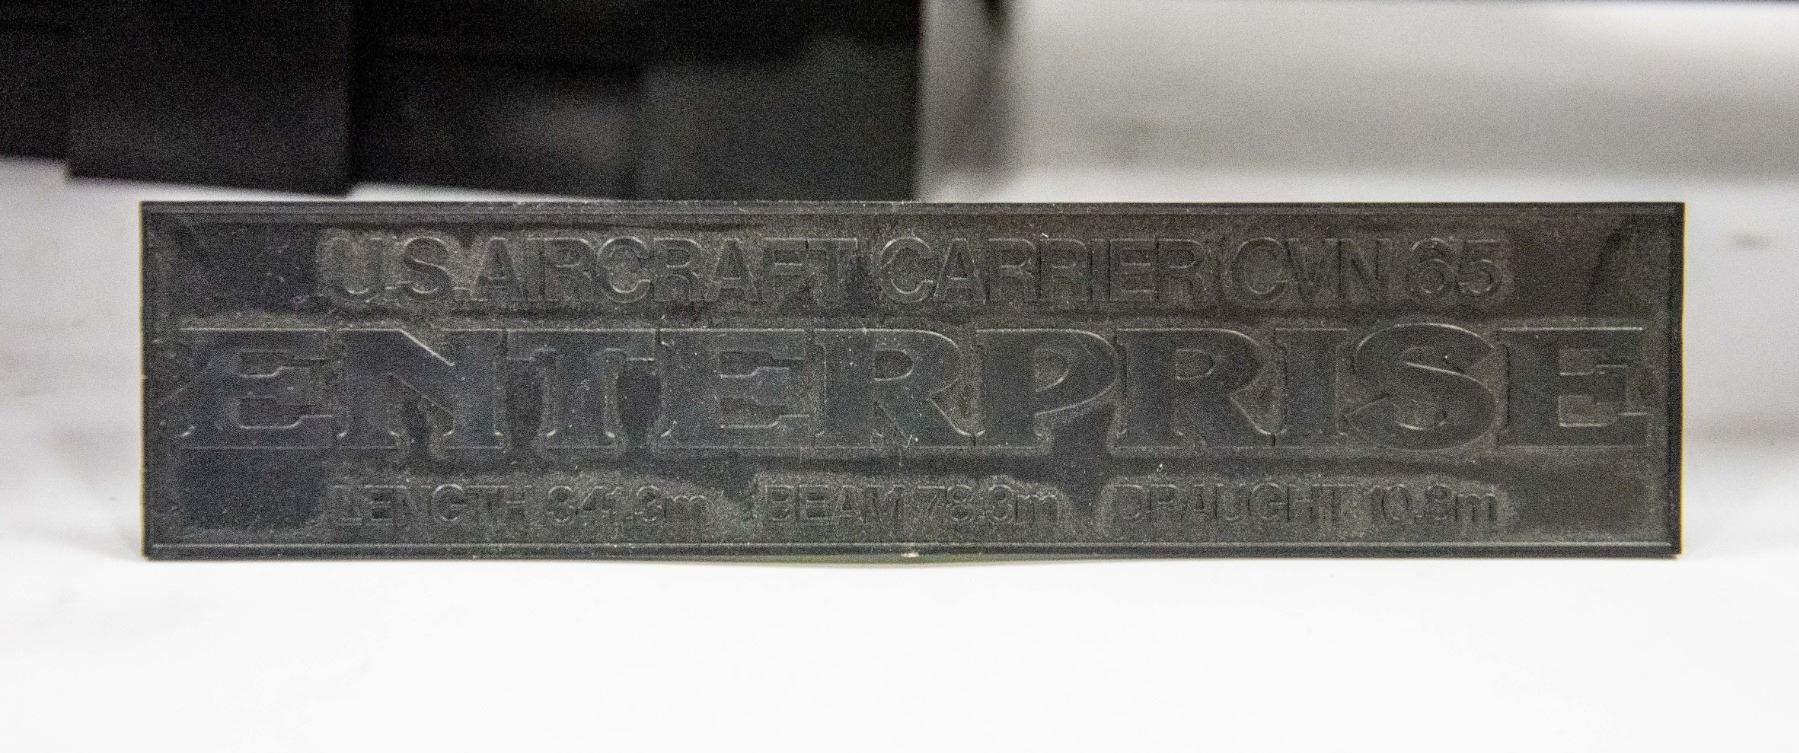 U.S. AIRCRAFT CARRIER CVN 65
ENTERPRISE
LENGTH 341.3m BEAM 78.3m DRAUGHT 10.8m